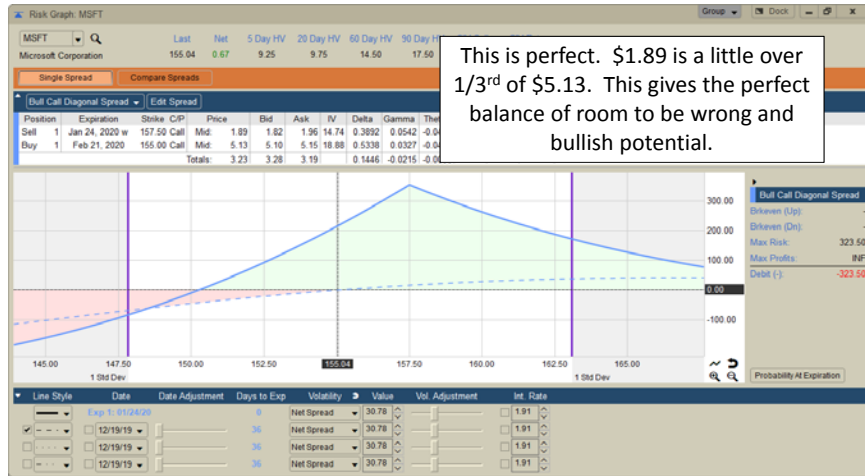 Risk Graph: MSFT
Group
Dock
MSFT
Last Net 5 Day HV 20 Day HV 60 Day HV 90 Day HV
Microsoft Corporation 155.04 0.67 9.25 9.75 14.50 17.50
This is perfect. $1.89 is a little over
1/3rd of $5.13. This gives the perfect
balance of room to be wrong and
bullish potential.
Single Spread Compare Spreads
Bull Call Diagonal Spread Edit Spread
Position Expiration Strike C/P Price Bid Ask IV Delta Gamma
Sell 1 Jan 24, 2020 w 157.50 Call Mid: 1.89 1.82 1.96 14.74 0.3892 0.0542
Buy 1 Feb 21, 2020 155.00 Call Mid: 5.13 5.10 5.15 18.88 0.5338 0.0327
Totals: 3.23 3.28 3.19 0.1446 -0.0215
300.00
200.00
100.00
0.00
-100.00
Bull Call Diagonal Spread
Brkeven (Up): -
Brkeven (Dn): -
Max Risk: 323.50
Max Profits: INF
Debit (-): -323.50
145.00 147.50 150.00 152.50 155.04 157.50 160.00 162.50 165.00
1 Std Dev 1 Std Dev
Probability At Expiration
Line Style Date Date Adjustment Days to Exp Volatility Value Vol. Adjustment Int. Rate
Exp 1: 01/24/20 0 Net Spread 30.78 1.91
12/19/19 36 Net Spread 30.78 1.91
12/19/19 36 Net Spread 30.78 1.91
12/19/19 36 Net Spread 30.78 1.91